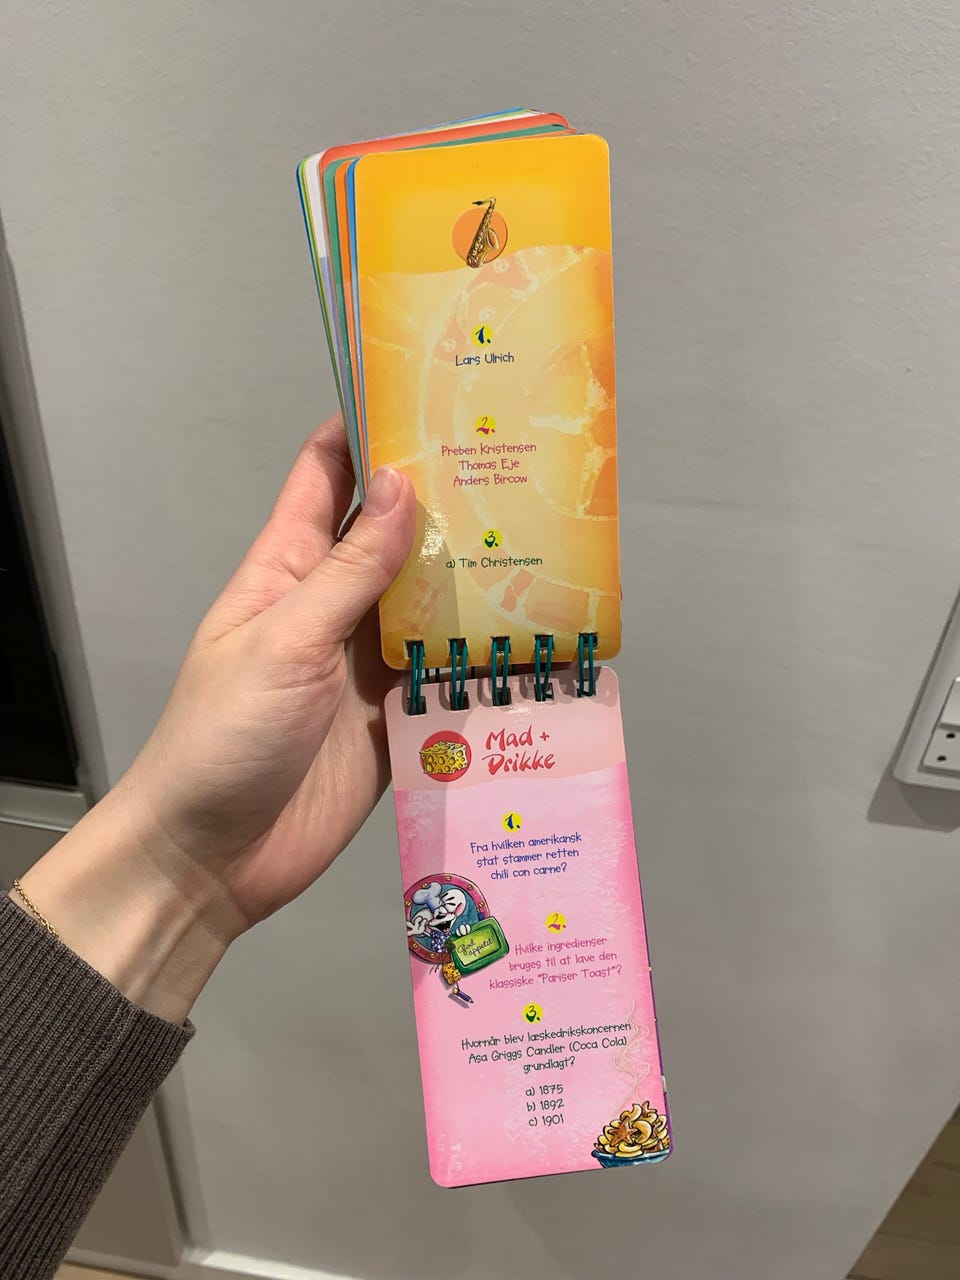 1.
Lars Ulrich
2.
Preben Kristensen
Thomas Eje
Anders Bircow
3.
a) Tim Christensen
Mad +
Drikke
1.
Fra hvilken amerikansk
stat stammer retten
chili con carne?
God
appetit
2.
Hvilke ingredienser
bruges til at lave den
klassiske "Pariser Toast"?
3.
Hvornår blev læskedrikskoncernen
Asa Griggs Candler (Coca Cola)
grundlagt?
a) 1875
b) 1892
c) 1901